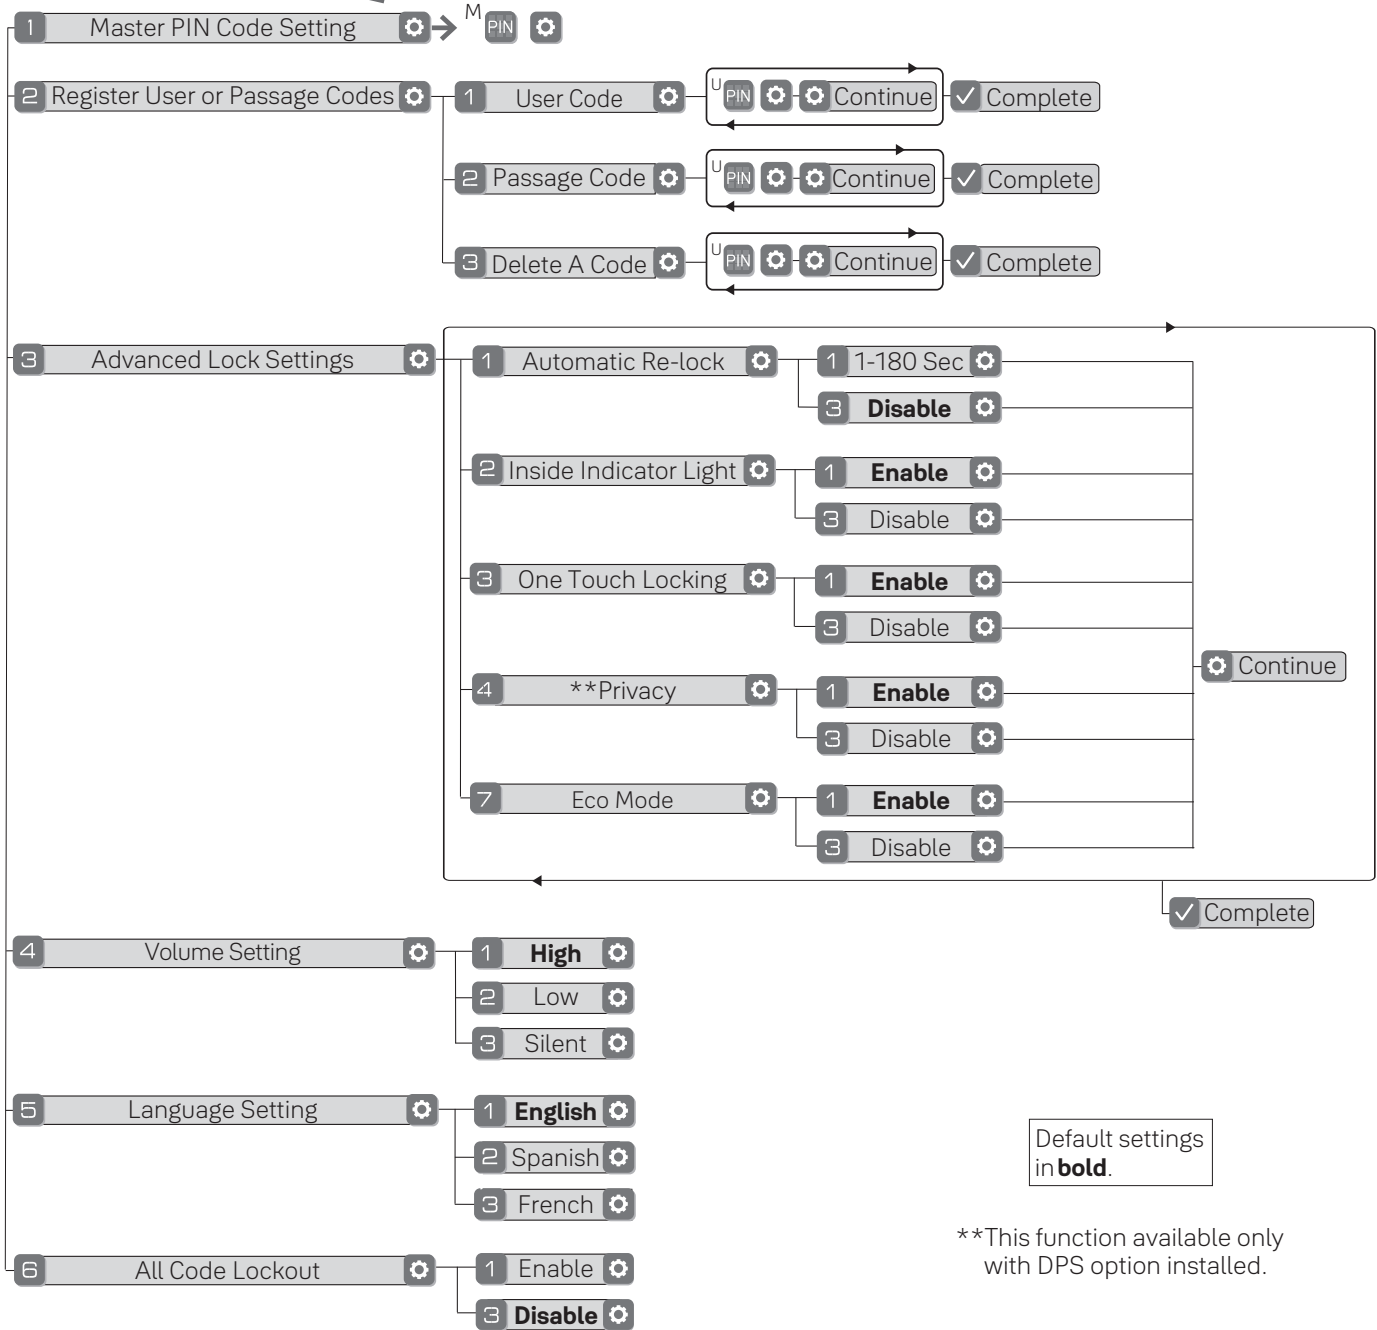 1 Master PIN Code Setting M PIN
2 Register User or Passage Codes 1 User Code U PIN Continue Complete
2 Passage Code U PIN Continue Complete
3 Delete A Code U PIN Continue Complete
3 Advanced Lock Settings 1 Automatic Re-lock 1 1-180 Sec
3 Disable
2 Inside Indicator Light 1 Enable
3 Disable
3 One Touch Locking 1 Enable
3 Disable
Continue
4 **Privacy 1 Enable
3 Disable
7 Eco Mode 1 Enable
3 Disable
Complete
4 Volume Setting 1 High
2 Low
3 Silent
5 Language Setting 1 English
2 Spanish
3 French
6 All Code Lockout 1 Enable
3 Disable
Default settings
in bold.
**This function available only
with DPS option installed.